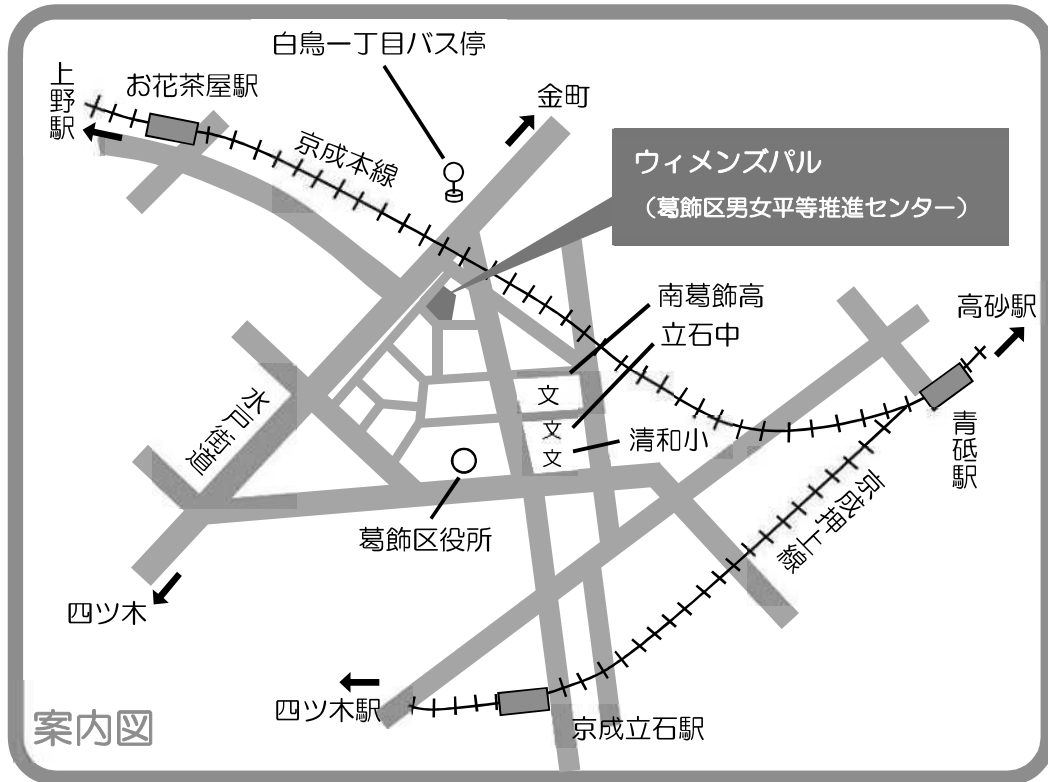 白鳥一丁目バス停
上野駅
お花茶屋駅
金町
京成本線
ウィメンズパル
（葛飾区男女平等推進センター）
南葛飾高
高砂駅
立石中
水戸街道
文
文
清和小
文
青砥駅
京成押上線
葛飾区役所
四ツ木
四ツ木駅
京成立石駅
案内図